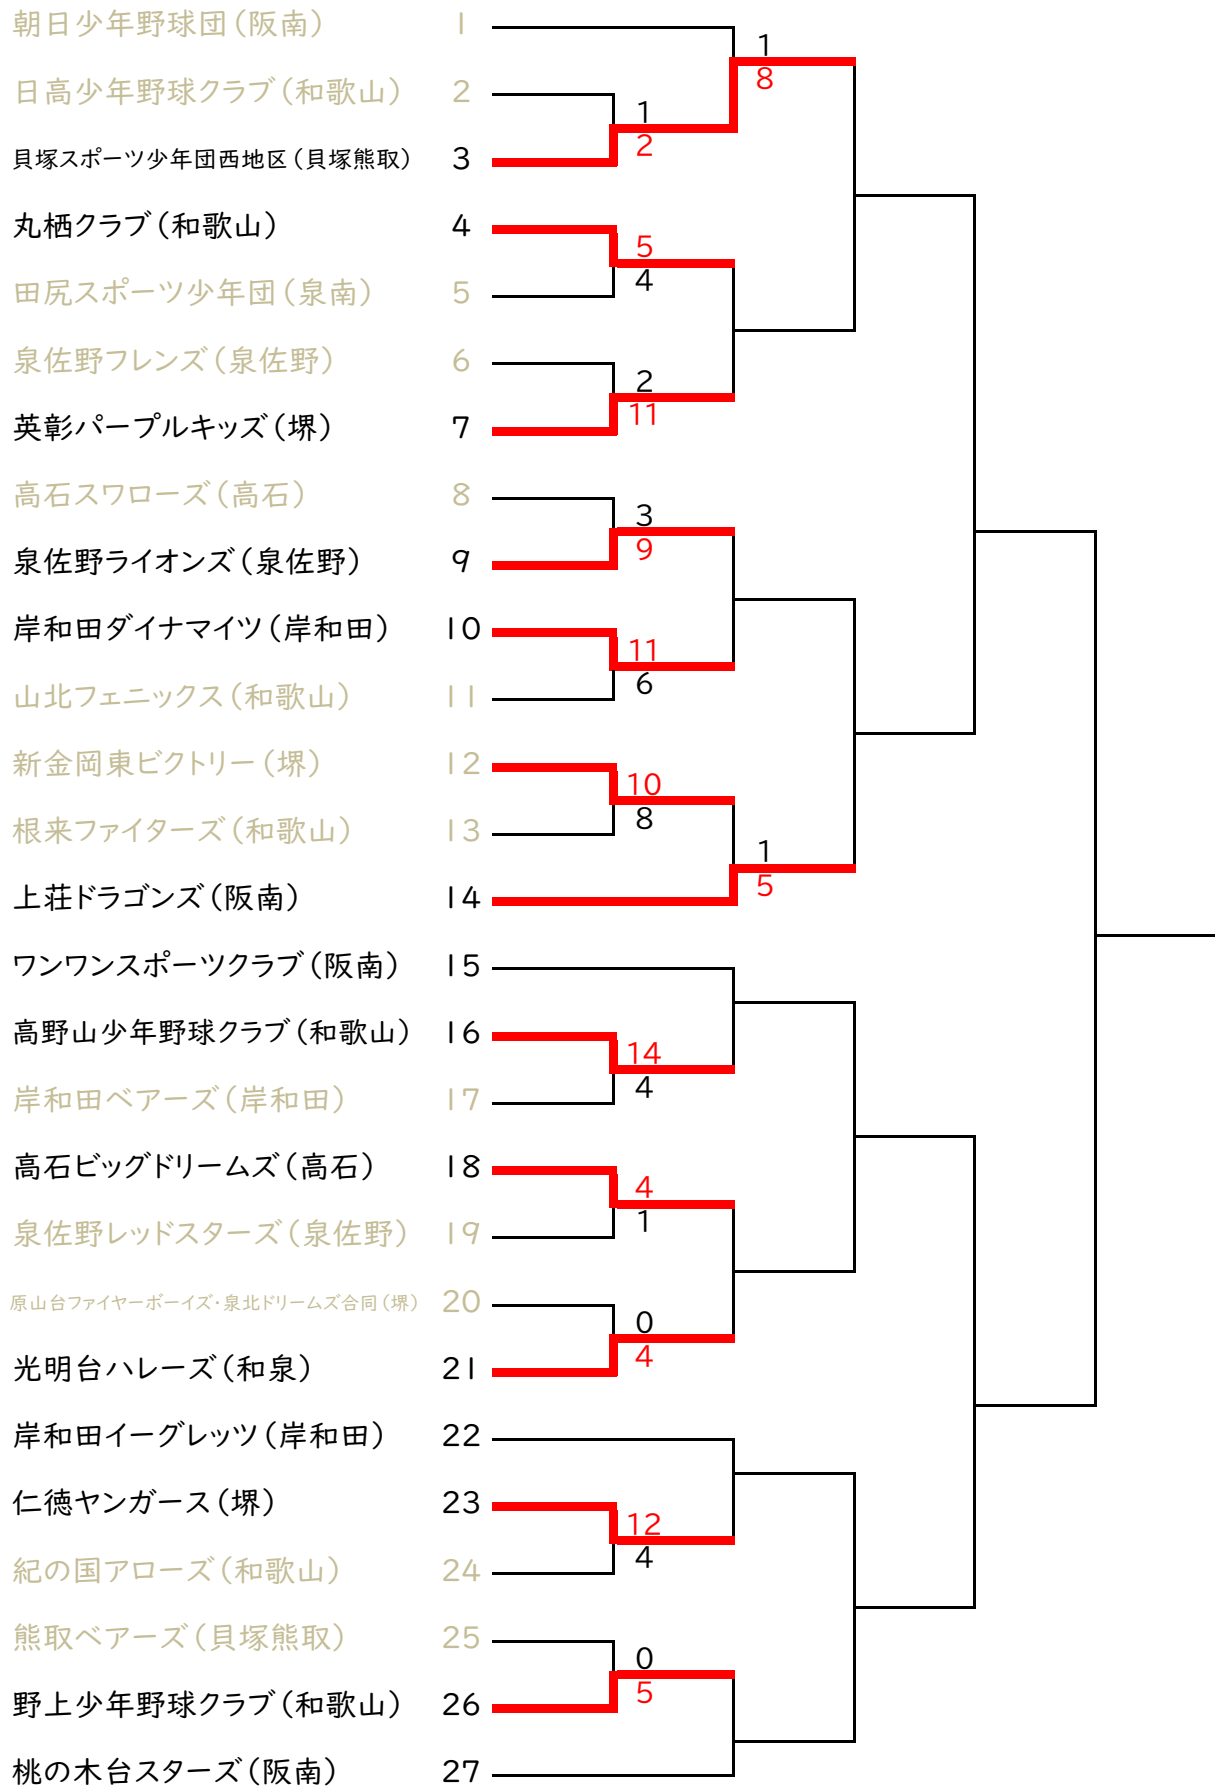 朝日少年野球団(阪南) 1
1
8
日高少年野球クラブ(和歌山) 2
1
2
貝塚スポーツ少年団西地区(貝塚熊取) 3
丸栖クラブ(和歌山) 4
5
4
田尻スポーツ少年団(泉南) 5
泉佐野フレンズ(泉佐野) 6
2
11
英彰パープルキッズ(堺) 7
高石スワローズ(高石) 8
3
9
泉佐野ライオンズ(泉佐野) 9
岸和田ダイナマイツ(岸和田) 10
11
6
山北フェニックス(和歌山) 11
新金岡東ビクトリー(堺) 12
10
8
根来ファイターズ(和歌山) 13
1
5
上荘ドラゴンズ(阪南) 14
ワンワンスポーツクラブ(阪南) 15
高野山少年野球クラブ(和歌山) 16
14
4
岸和田ベアーズ(岸和田) 17
高石ビッグドリームズ(高石) 18
4
1
泉佐野レッドスターズ(泉佐野) 19
原山台ファイヤーボーイズ・泉北ドリームズ合同(堺) 20
0
4
光明台ハレーズ(和泉) 21
岸和田イーグレッツ(岸和田) 22
仁徳ヤンガース(堺) 23
12
4
紀の国アローズ(和歌山) 24
熊取ベアーズ(貝塚熊取) 25
0
5
野上少年野球クラブ(和歌山) 26
桃の木台スターズ(阪南) 27